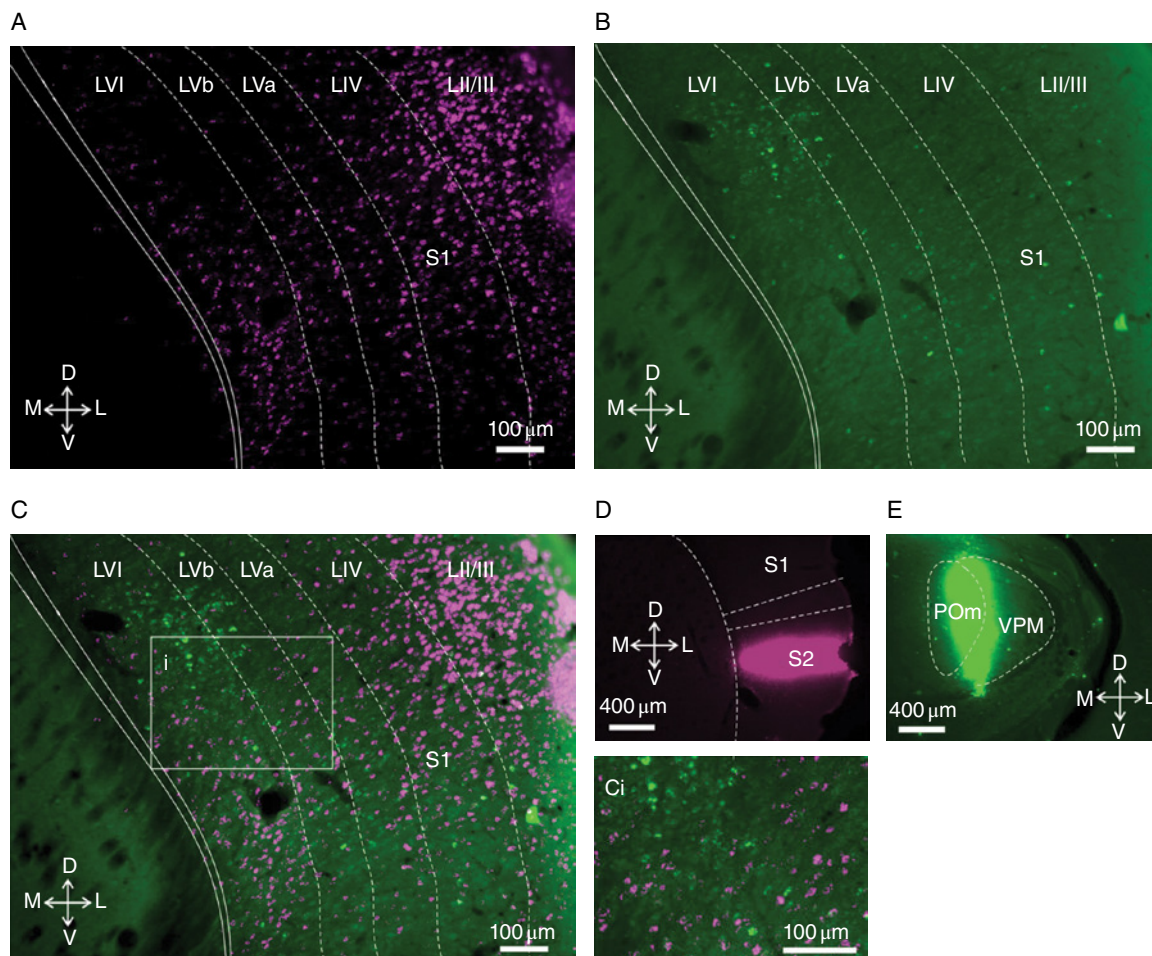 A
LVI LVb LVa LIV LII/III
S1
D
M L
V
100 μm
B
LVI LVb LVa LIV LII/III
S1
D
M L
V
100 μm
C
LVI LVb LVa LIV LII/III
i
S1
D
M L
V
100 μm
D
S1
D
M L
V
S2
400 μm
E
POm VPM
D
M L
V
400 μm
Ci
100 μm